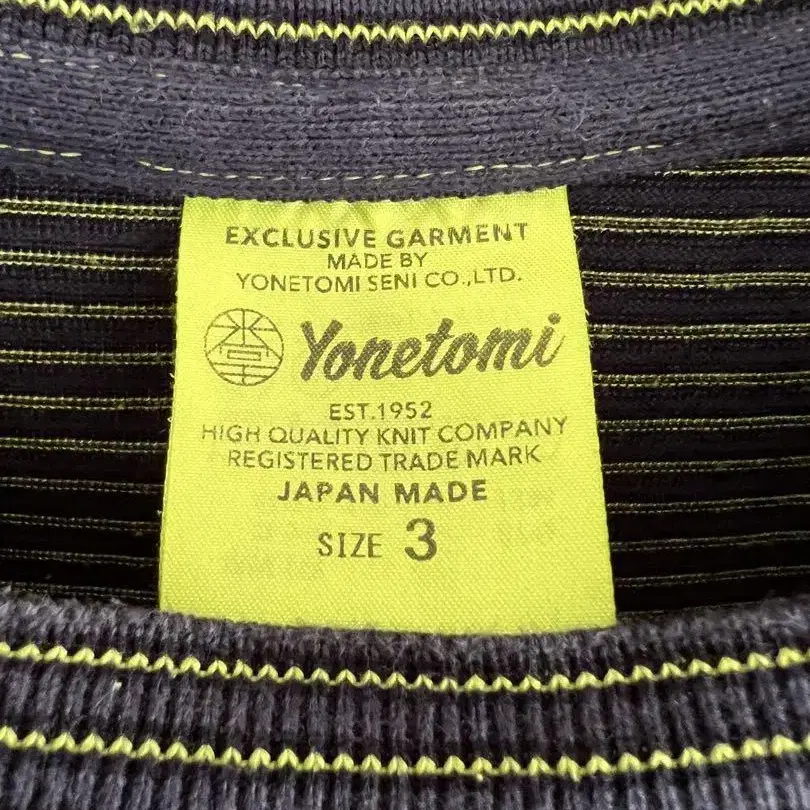 EXCLUSIVE GARMENT
MADE BY
YONETOMI SENI CO.,LTD.
Yonetomi
EST.1952
HIGH QUALITY KNIT COMPANY
REGISTERED TRADE MARK
JAPAN MADE
SIZE 3